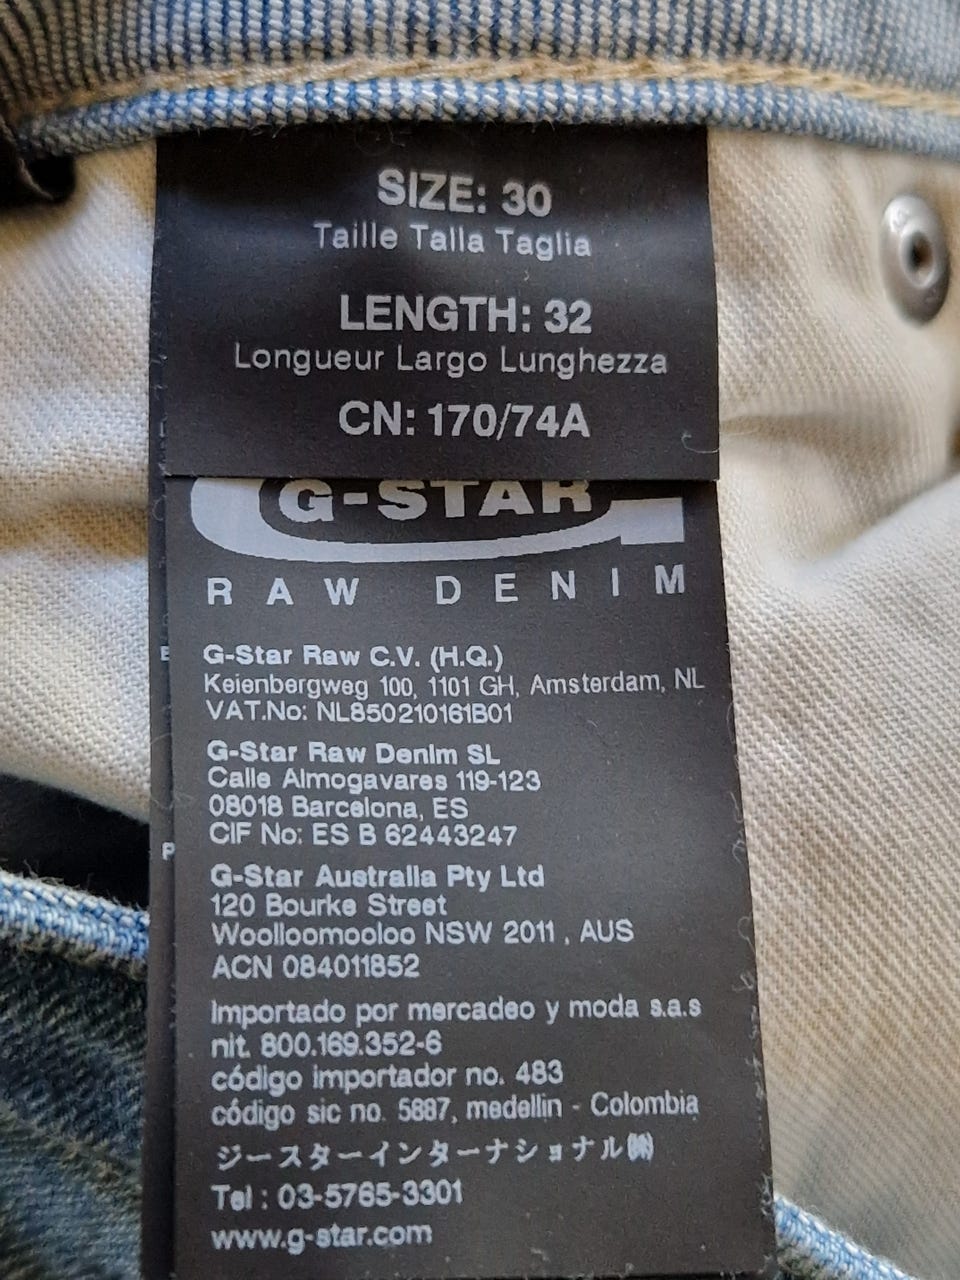 SIZE: 30
Taille Talla Taglia
LENGTH: 32
Longueur Largo Lunghezza
CN: 170/74A
G-STAR
RAW DENIM
G-Star Raw C.V. (H.Q.)
Keienbergweg 100, 1101 GH, Amsterdam, NL
VAT.No: NL850210161B01
G-Star Raw Denim SL
Calle Almogavares 119-123
08018 Barcelona, ES
CIF No: ES B 62443247
G-Star Australia Pty Ltd
120 Bourke Street
Woolloomooloo NSW 2011 , AUS
ACN 084011852
Importado por mercadeo y moda s.a.s
nit. 800.169.352-6
código importador no. 483
código sic no. 5887, medellin - Colombia
ジースターインターナショナル㈱
Tel : 03-5765-3301
www.g-star.com